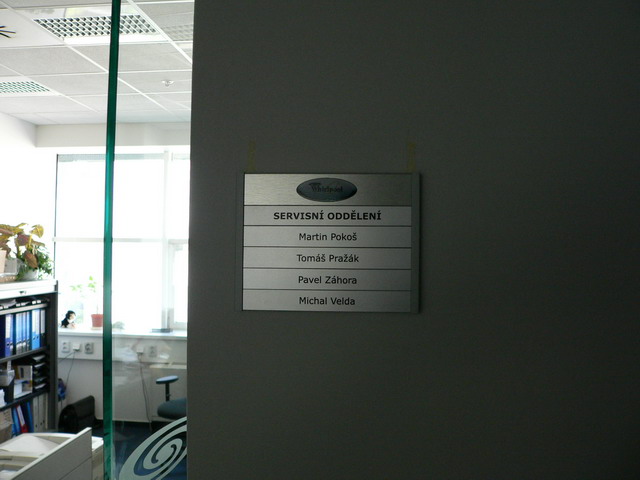 SERVISNÍ ODDĚLENÍ
Martin Pokoš
Tomáš Pražák
Pavel Záhora
Michal Velda